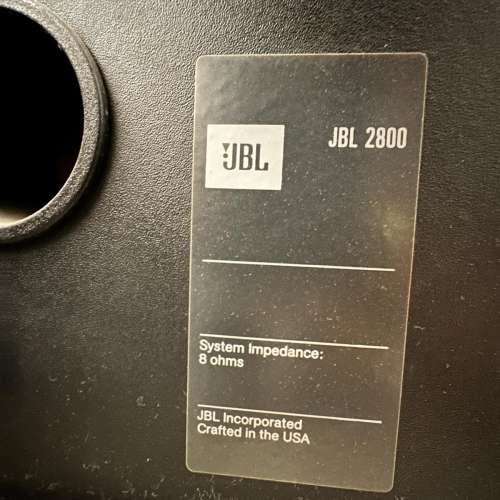 JBL 2800
JBL
System Impedance:
8 ohms
JBL Incorporated
Crafted in the USA